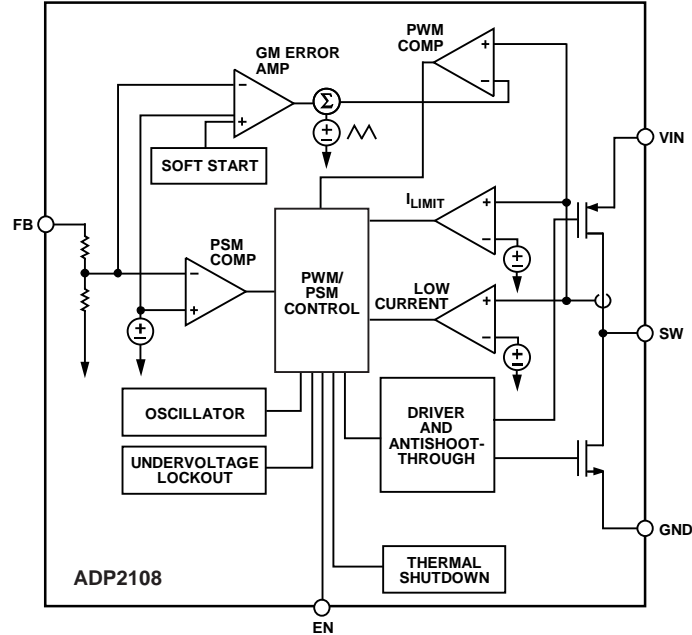 PWM
COMP
GM ERROR
AMP
+
−
−
Σ
+
+
−
SOFT START
VIN
FB
PSM
COMP
−
+
+
−
PWM/
PSM
CONTROL
ILIMIT
+
−
+
−
LOW
CURRENT
+
−
+
−
SW
OSCILLATOR
UNDERVOLTAGE
LOCKOUT
DRIVER
AND
ANTISHOOT-
THROUGH
GND
THERMAL
SHUTDOWN
ADP2108
EN